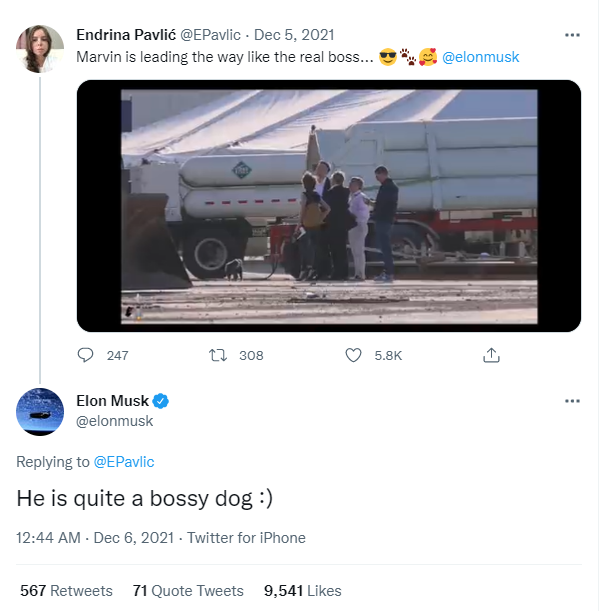 Endrina Pavlić @EPavlic · Dec 5, 2021
Marvin is leading the way like the real boss... 😎 🐾 🥰 @elonmusk
247 308 5.8K
Elon Musk
@elonmusk
Replying to @EPavlic
He is quite a bossy dog :)
12:44 AM · Dec 6, 2021 · Twitter for iPhone
567 Retweets 71 Quote Tweets 9,541 Likes